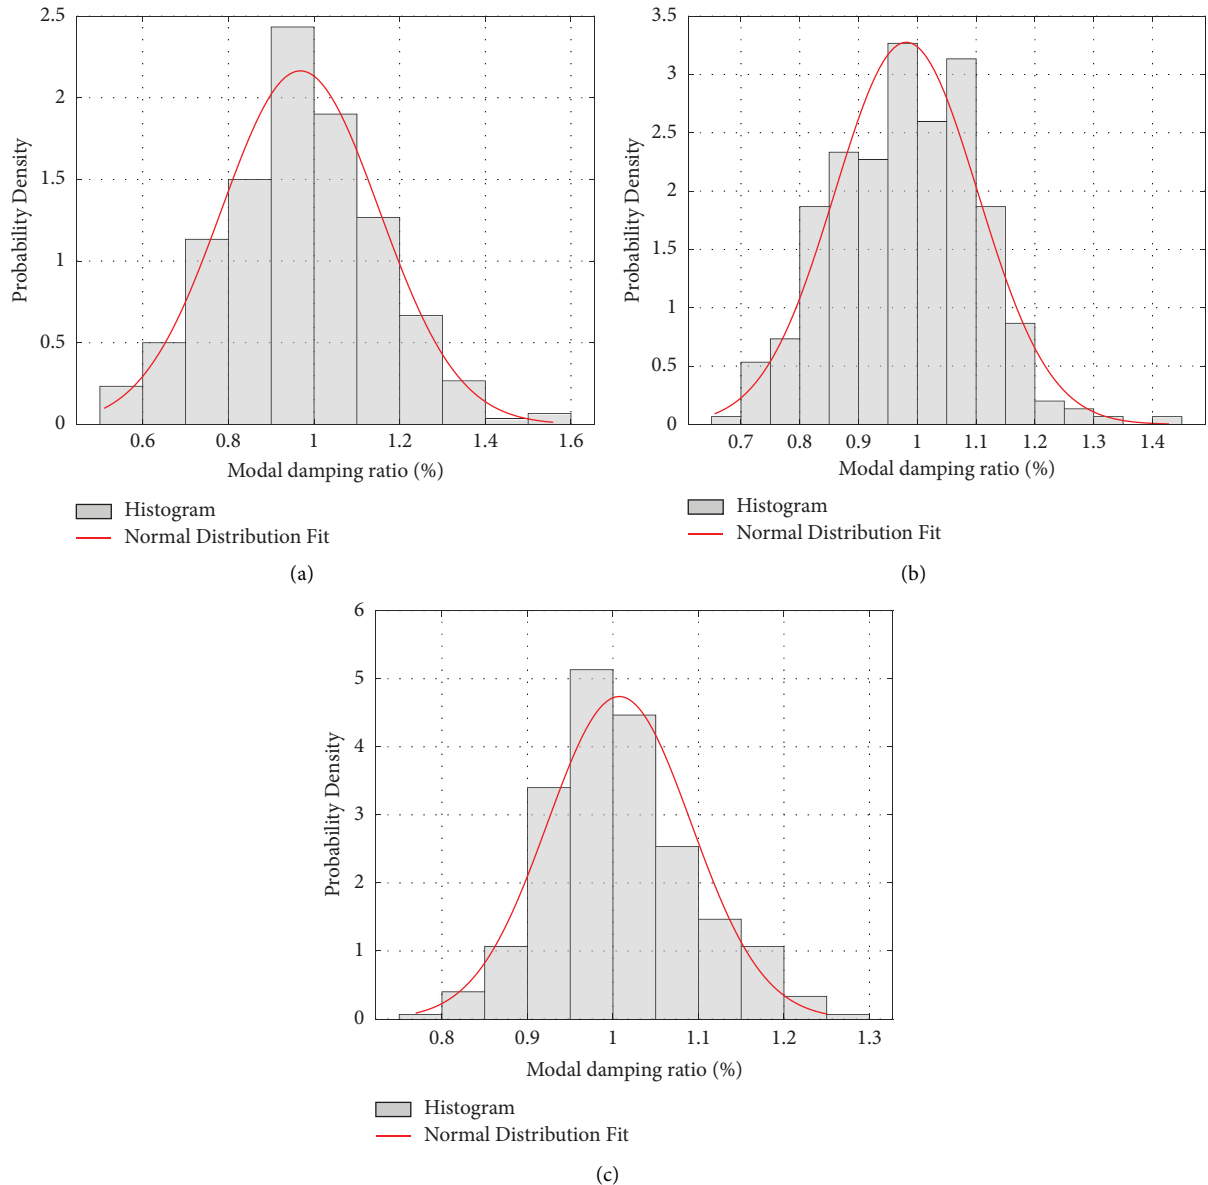 2.5
2
1.5
1
0.5
0
Probability Density
0.6 0.8 1 1.2 1.4 1.6
Modal damping ratio (%)
Histogram
Normal Distribution Fit
(a)
3.5
3
2.5
2
1.5
1
0.5
0
Probability Density
0.7 0.8 0.9 1 1.1 1.2 1.3 1.4
Modal damping ratio (%)
Histogram
Normal Distribution Fit
(b)
6
5
4
3
2
1
0
Probability Density
0.8 0.9 1 1.1 1.2 1.3
Modal damping ratio (%)
Histogram
Normal Distribution Fit
(c)